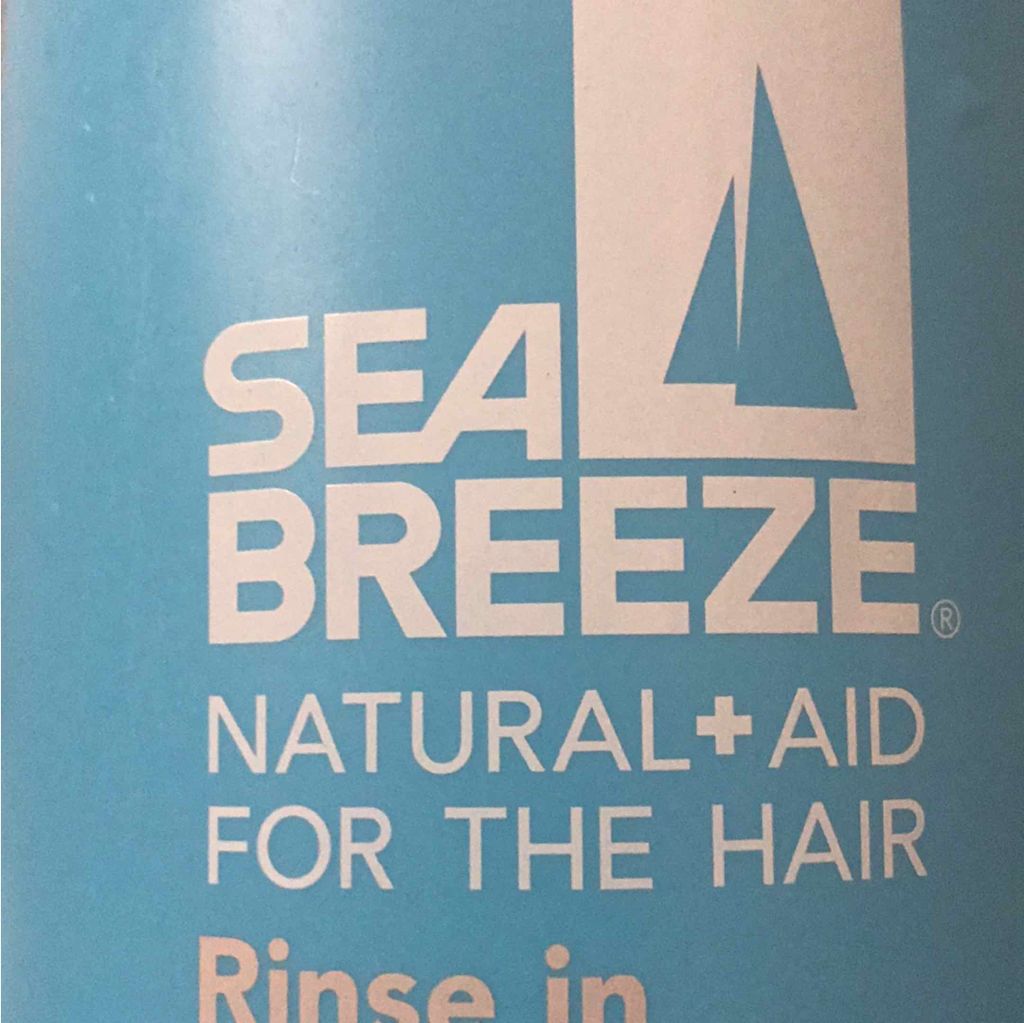 SEA
BREEZE®
NATURAL+AID
FOR THE HAIR
Rinse in